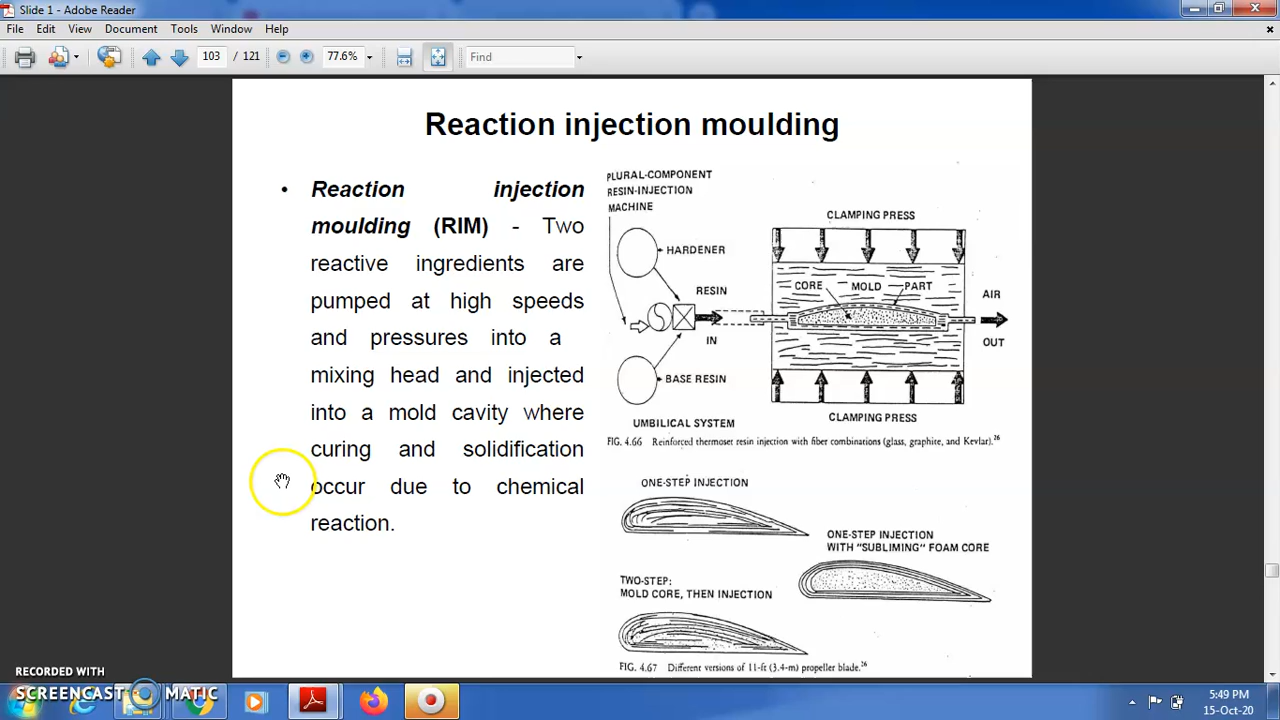 Slide 1 - Adobe Reader
File Edit View Document Tools Window Help
103 / 121 77.6% Find
Reaction injection moulding
• Reaction injection
moulding (RIM) - Two
reactive ingredients are
pumped at high speeds
and pressures into a
mixing head and injected
into a mold cavity where
curing and solidification
occur due to chemical
reaction.
PLURAL-COMPONENT
RESIN-INJECTION
MACHINE
HARDENER
RESIN
IN
BASE RESIN
UMBILICAL SYSTEM
CLAMPING PRESS
CORE MOLD PART
AIR
OUT
CLAMPING PRESS
FIG. 4.66 Reinforced thermoset resin injection with fiber combinations (glass, graphite, and Kevlar).26
ONE-STEP INJECTION
ONE-STEP INJECTION
WITH "SUBLIMING" FOAM CORE
TWO-STEP:
MOLD CORE, THEN INJECTION
FIG. 4.67 Different versions of 11-ft (3.4-m) propeller blade.26
RECORDED WITH
SCREENCAST MATIC
5:49 PM
15-Oct-20